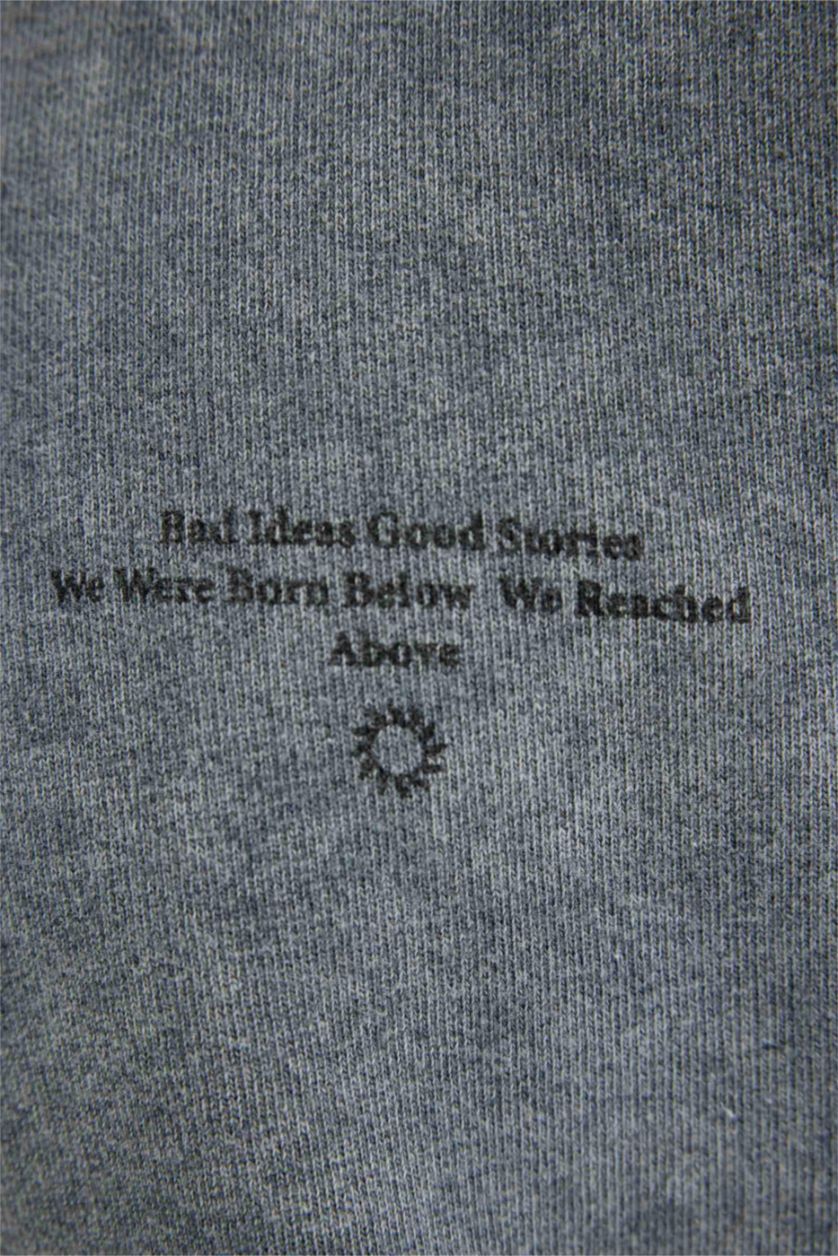 Bad Ideas Good Stories
We Were Born Below We Reached
Above